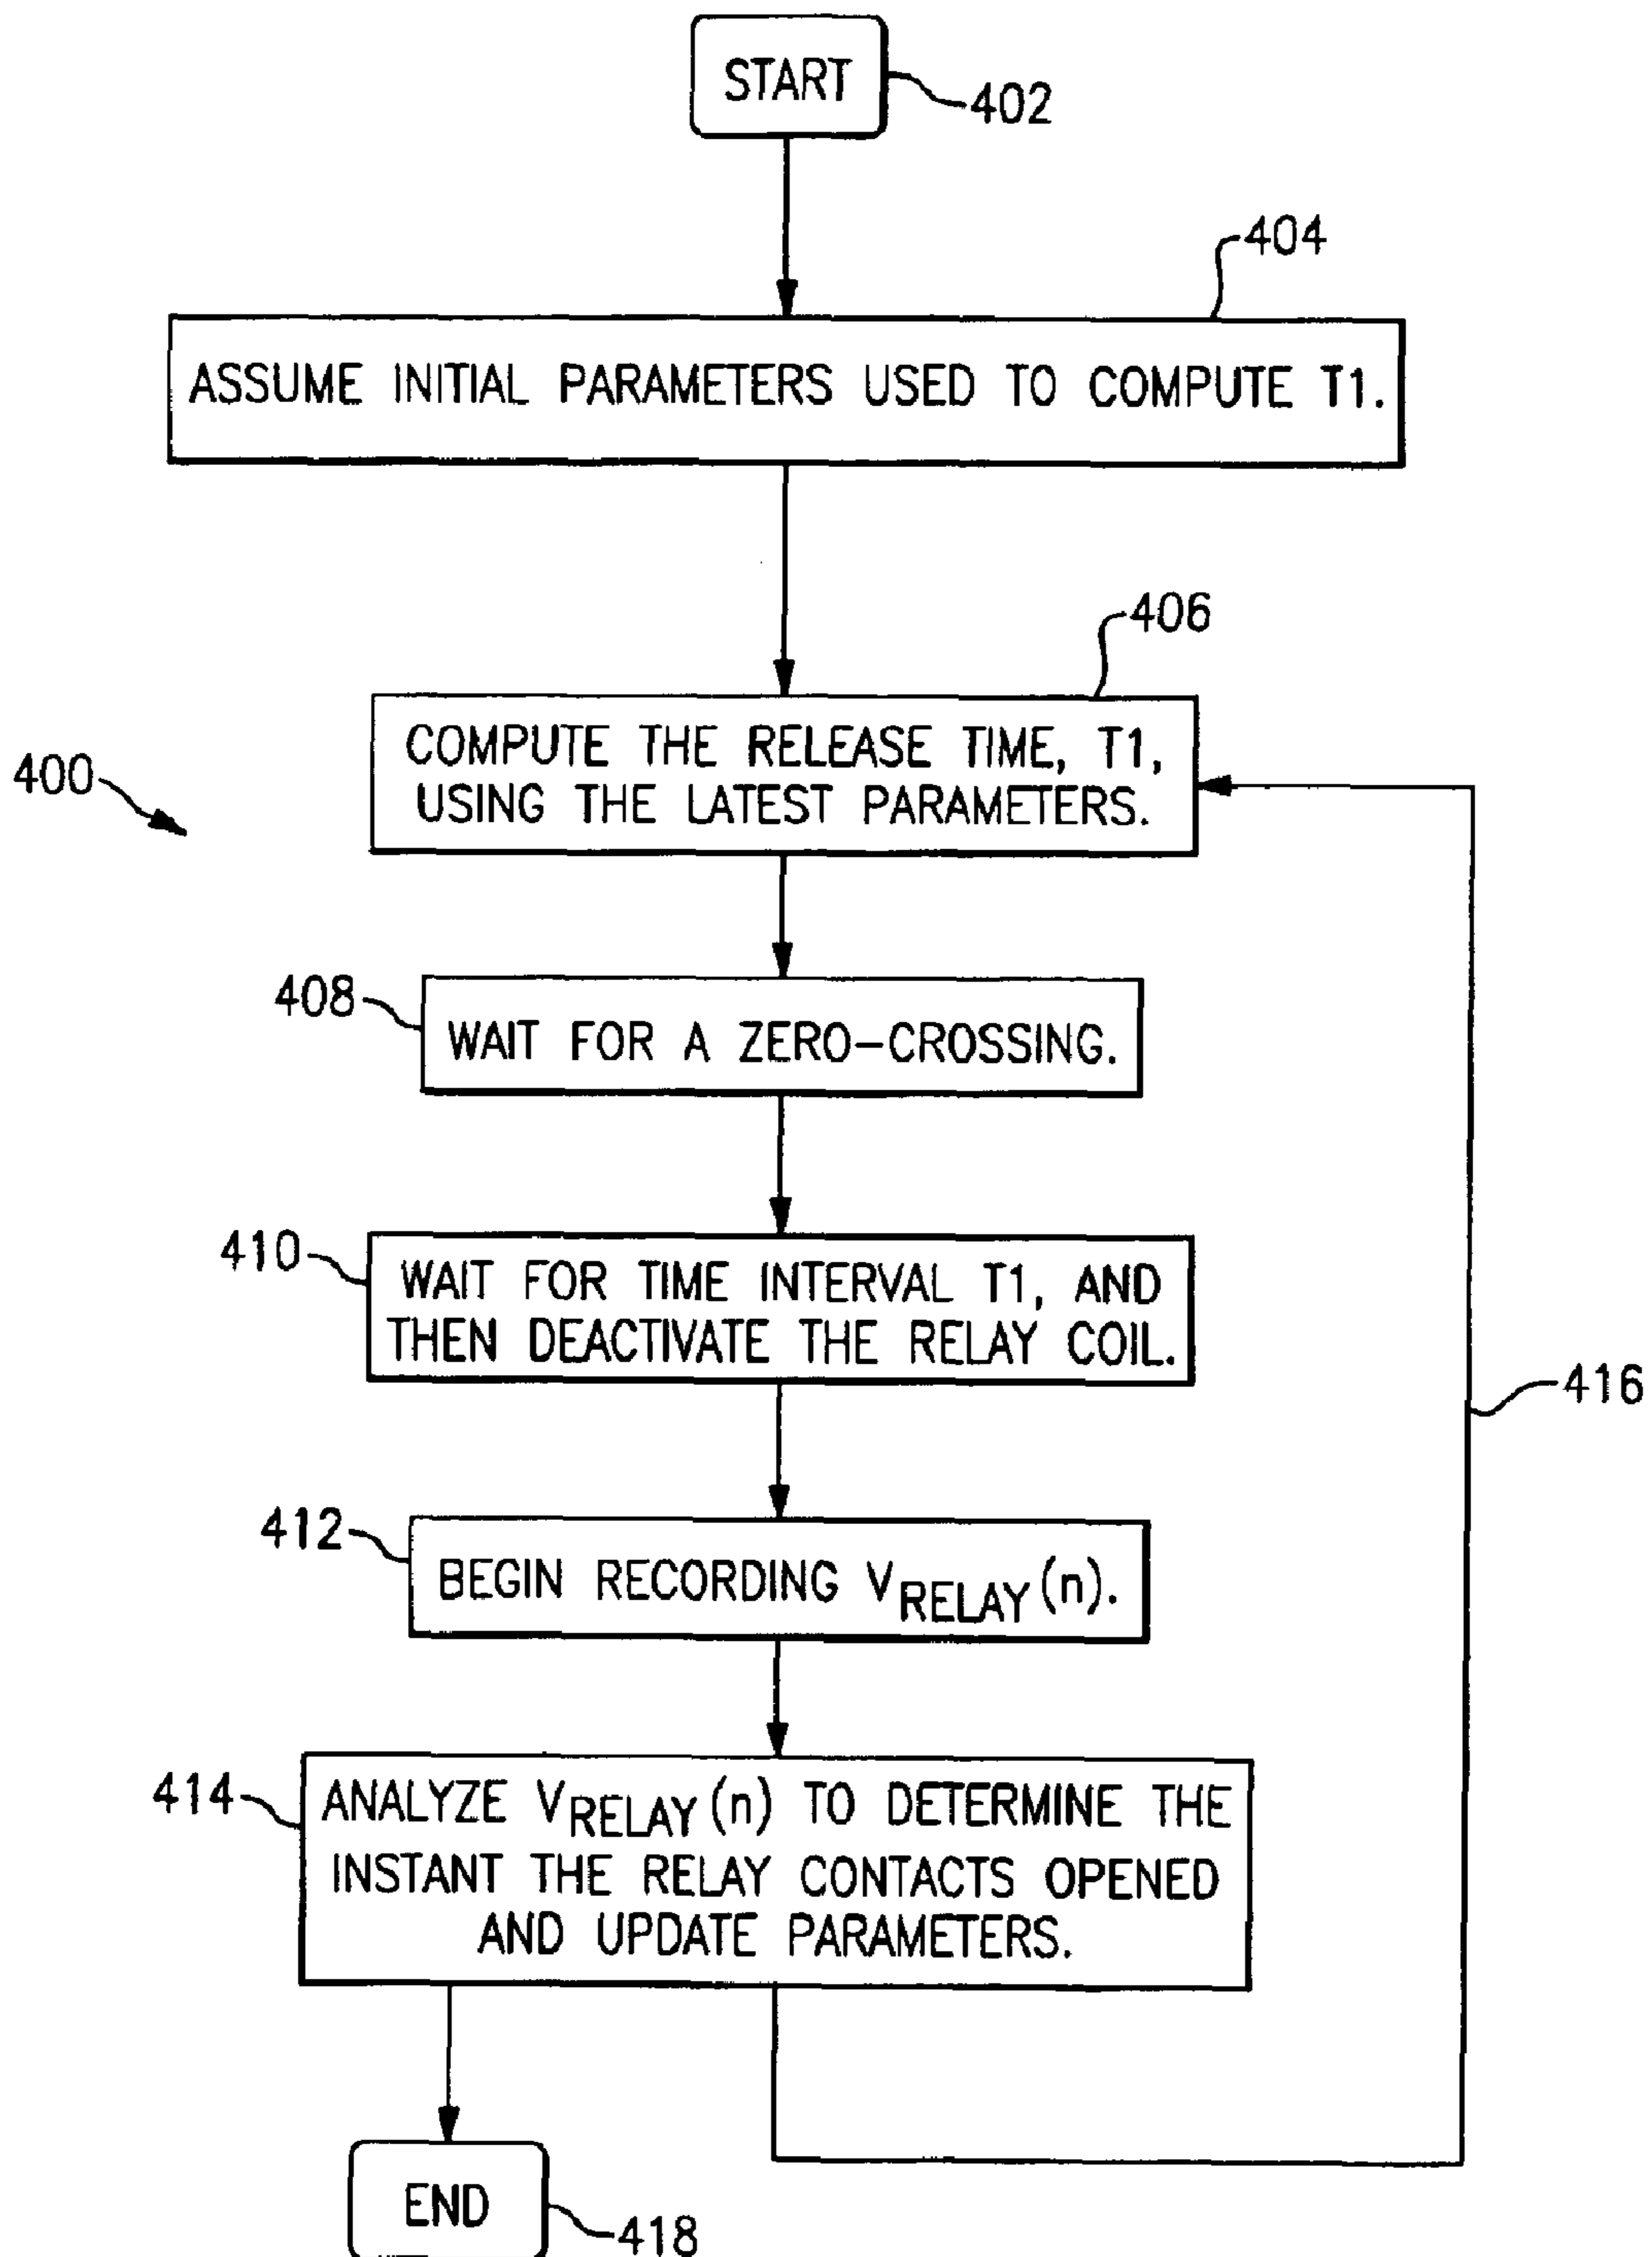 START
402
404
ASSUME INITIAL PARAMETERS USED TO COMPUTE T1.
406
400
COMPUTE THE RELEASE TIME, T1,
USING THE LATEST PARAMETERS.
408
WAIT FOR A ZERO-CROSSING.
410
WAIT FOR TIME INTERVAL T1, AND
THEN DEACTIVATE THE RELAY COIL.
416
412
BEGIN RECORDING VRELAY(n).
414
ANALYZE VRELAY(n) TO DETERMINE THE
INSTANT THE RELAY CONTACTS OPENED
AND UPDATE PARAMETERS.
END
418